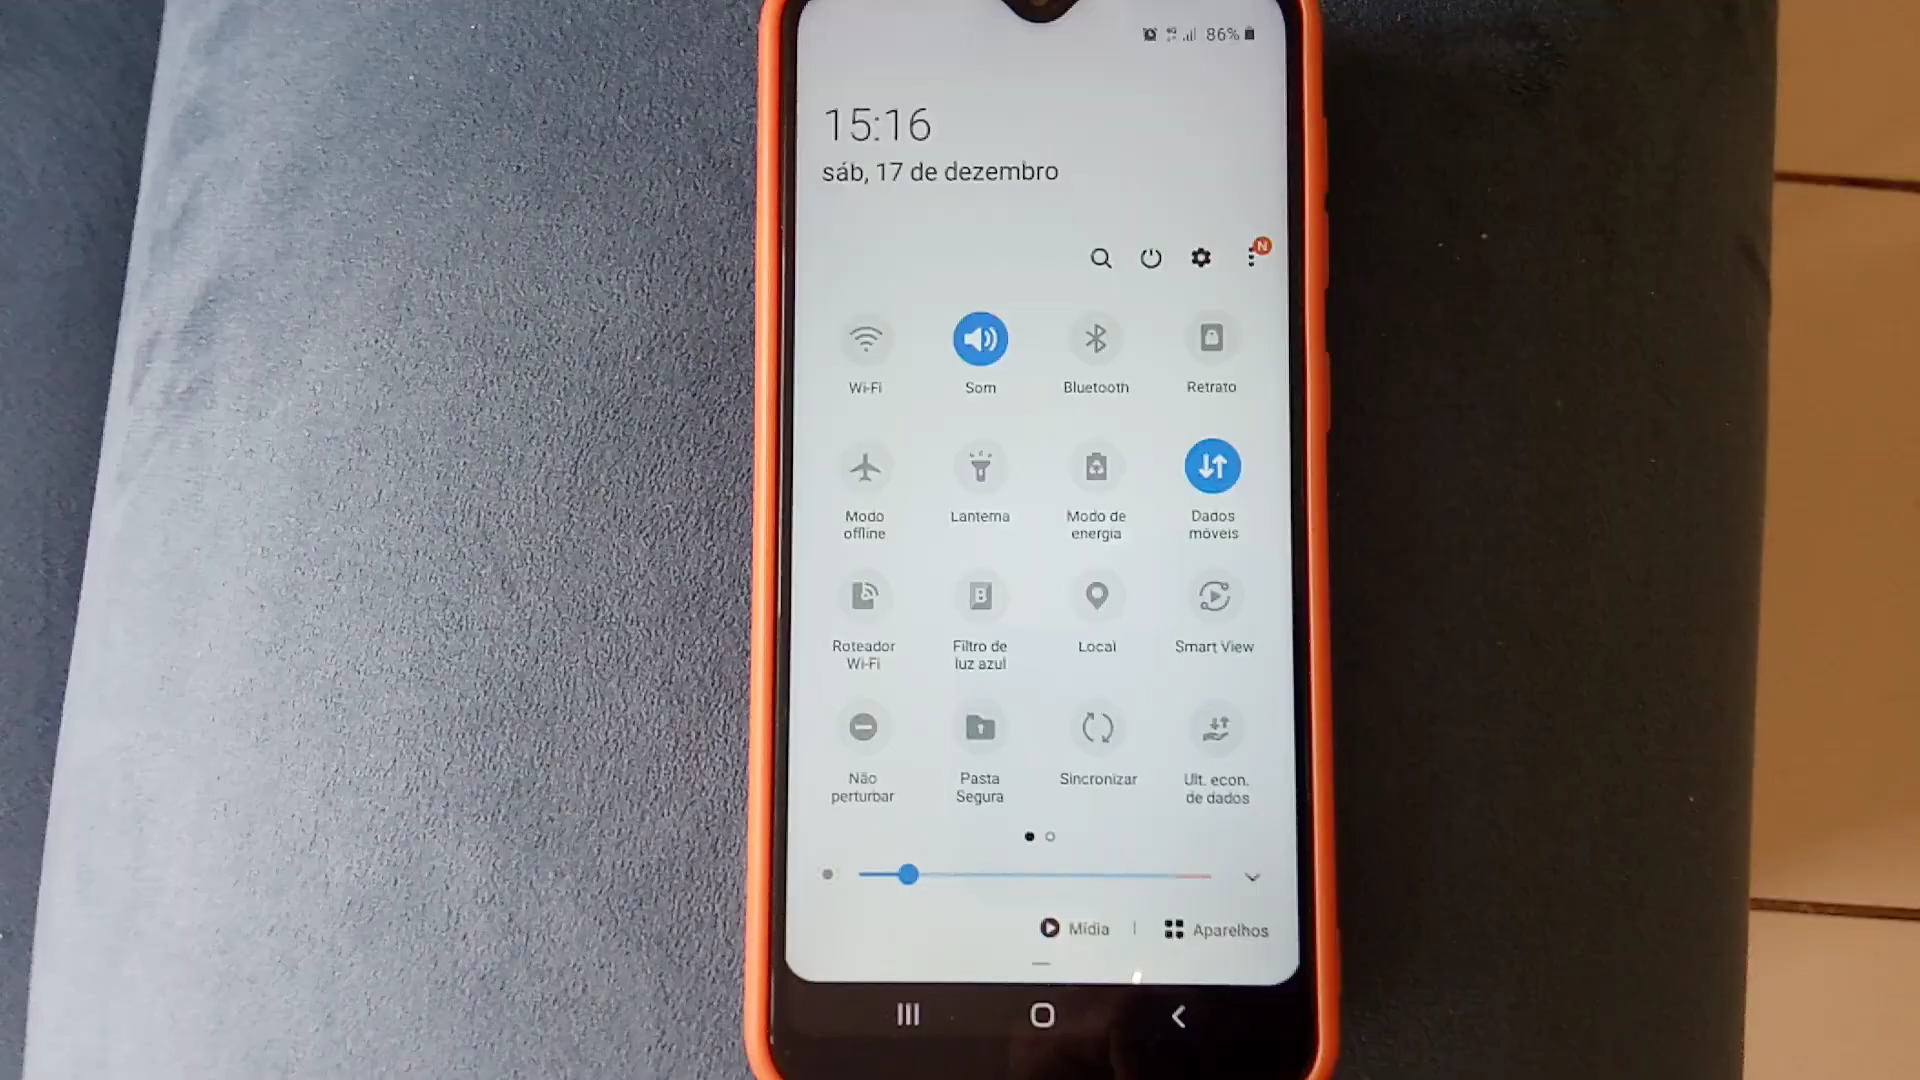 4G 86%
15:16
sáb, 17 de dezembro
N
Wi-Fi Som Bluetooth Retrato
Modo offline Lanterna Modo de energia Dados móveis
Roteador Wi-Fi Filtro de luz azul Local Smart View
Não perturbar Pasta Segura Sincronizar Ult. econ. de dados
Mídia | Aparelhos